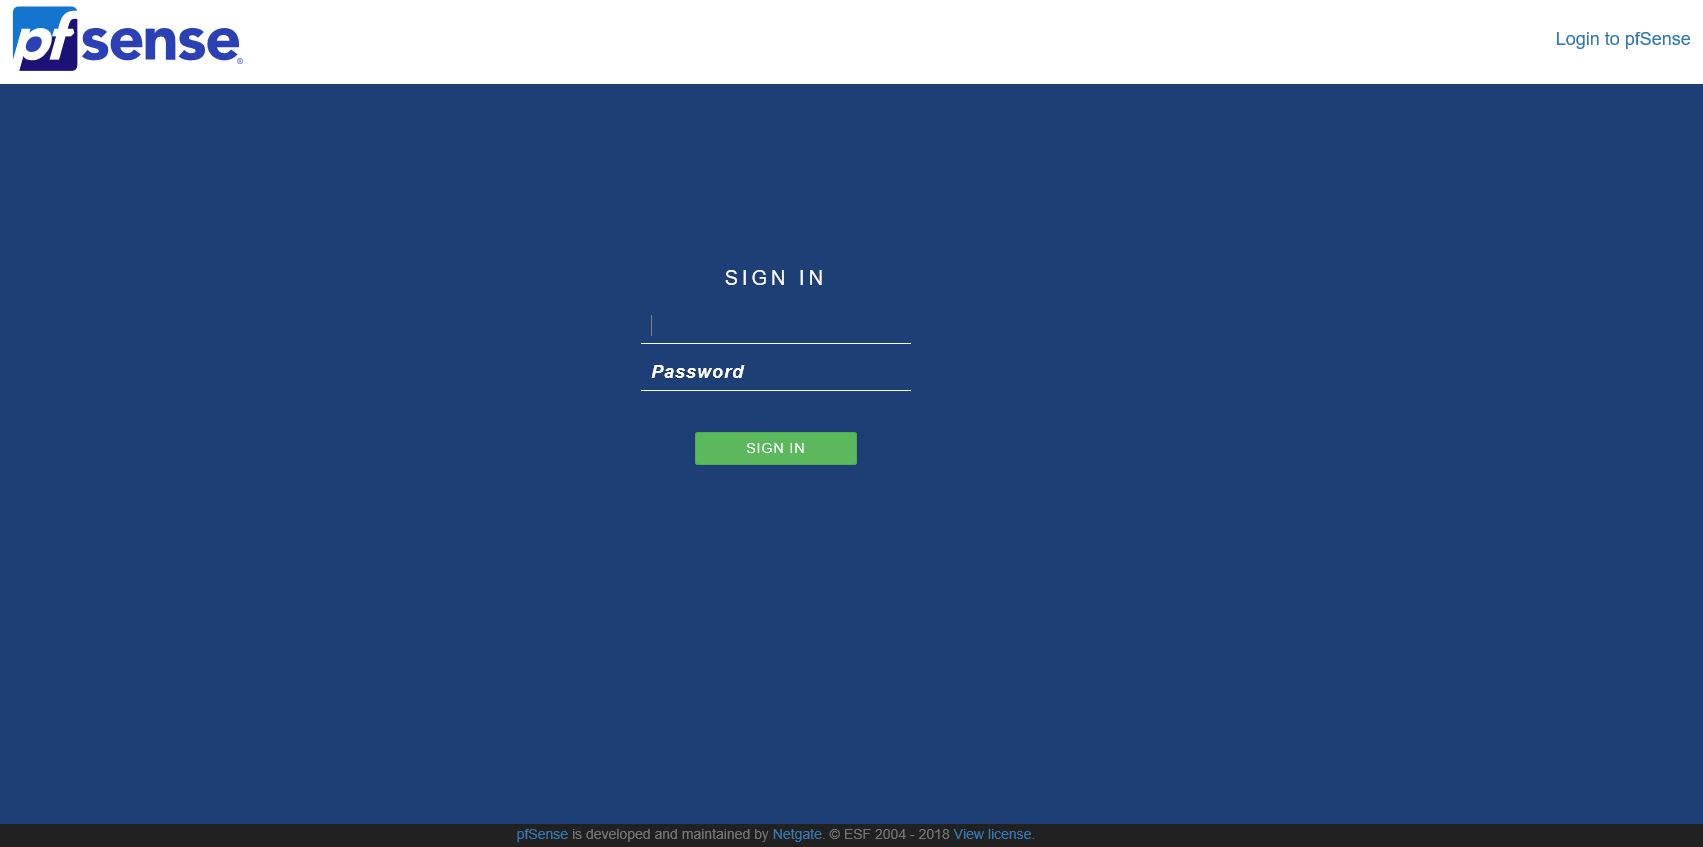 pfsense®
Login to pfSense
SIGN IN
Password
SIGN IN
pfSense is developed and maintained by Netgate. © ESF 2004 - 2018 View license.